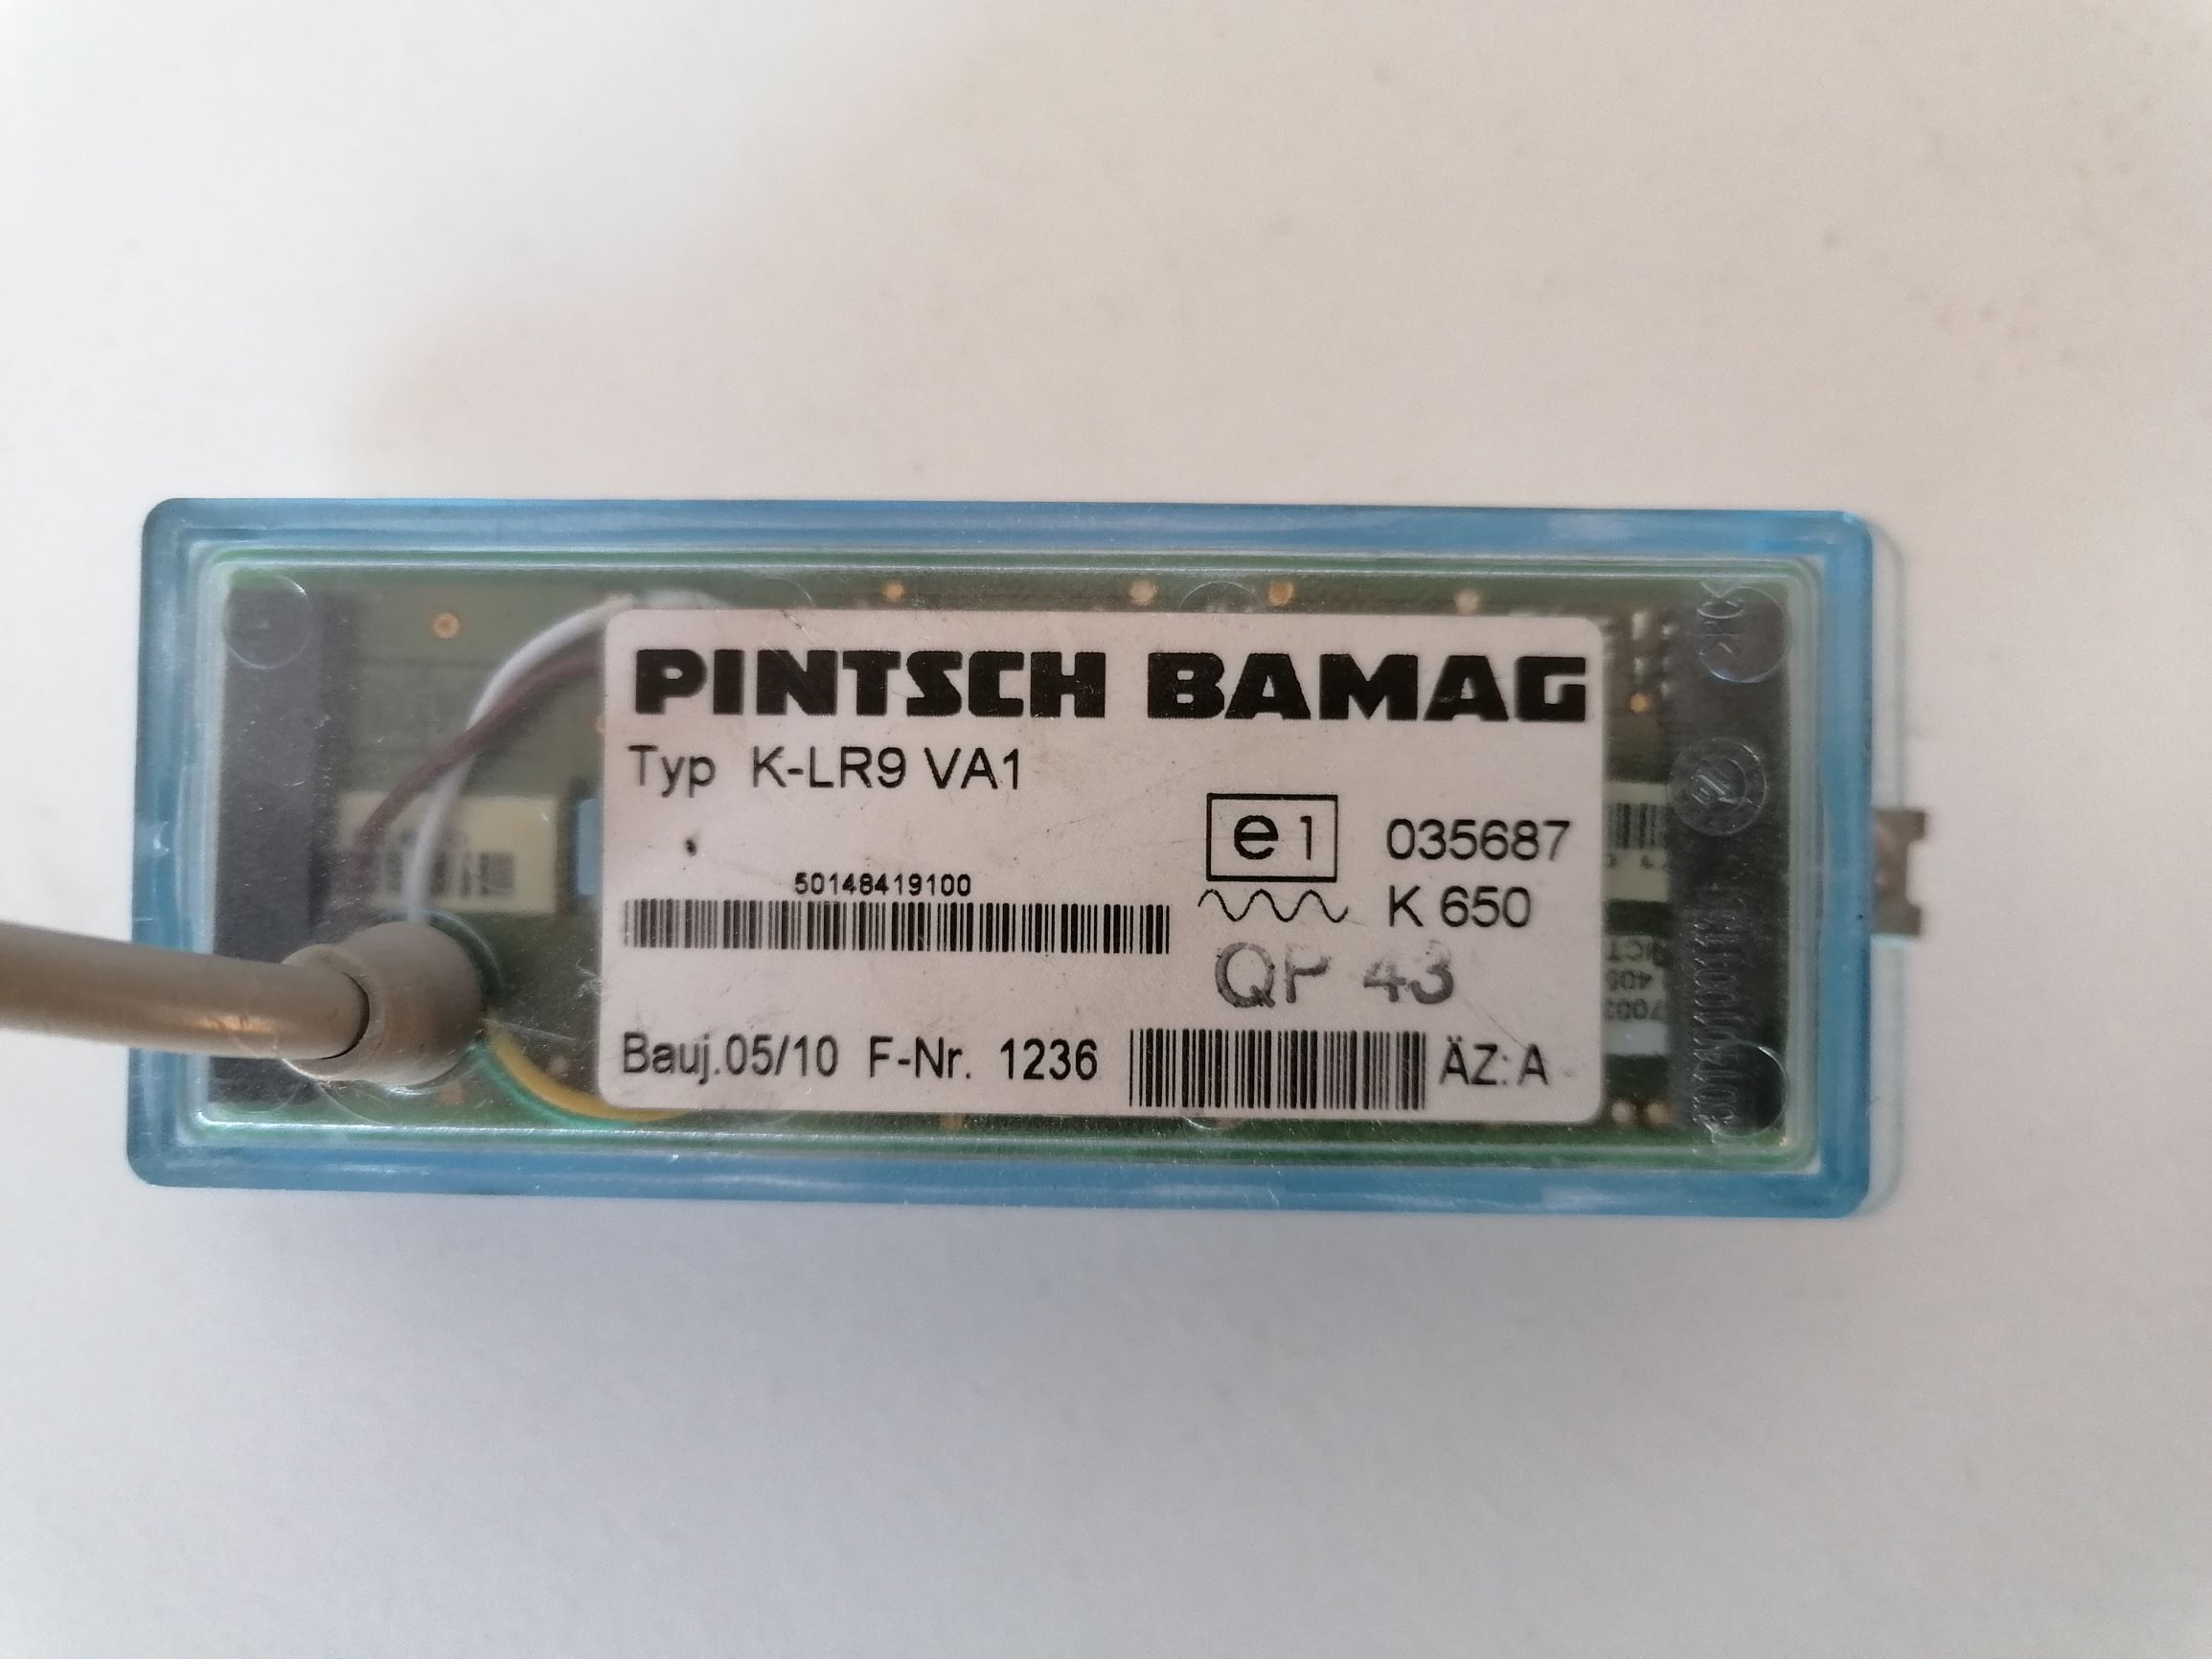 PINTSCH BAMAG
Typ K-LR9 VA1
e1 035687
50148419100
K 650
QP 43
Bauj.05/10 F-Nr. 1236 ÄZ: A